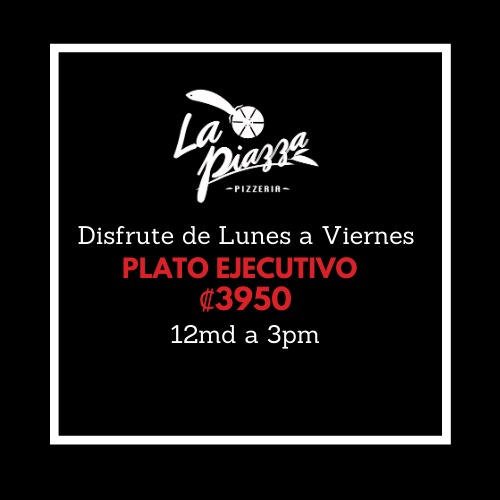 La
Piazza
PIZZERIA
Disfrute de Lunes a Viernes
PLATO EJECUTIVO
₡3950
12md a 3pm